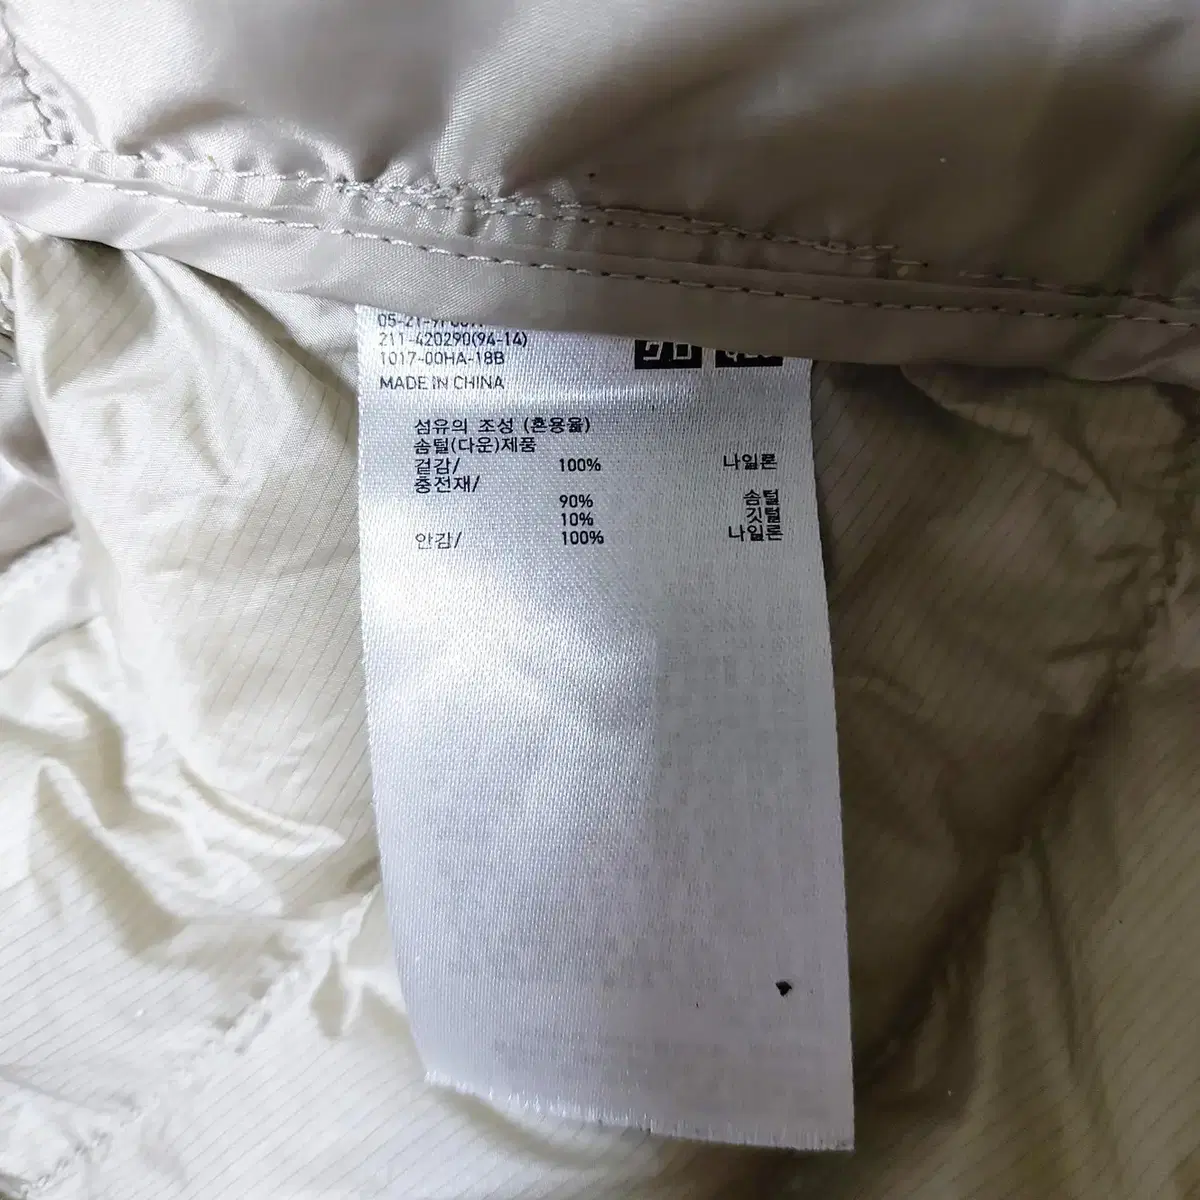 211-420290(94-14)
1017-00HA-18B
MADE IN CHINA
섬유의 조성 (혼용율)
솜털(다운)제품
겉감/ 100% 나일론
충전재/
90% 솜털
10% 깃털
안감/ 100% 나일론